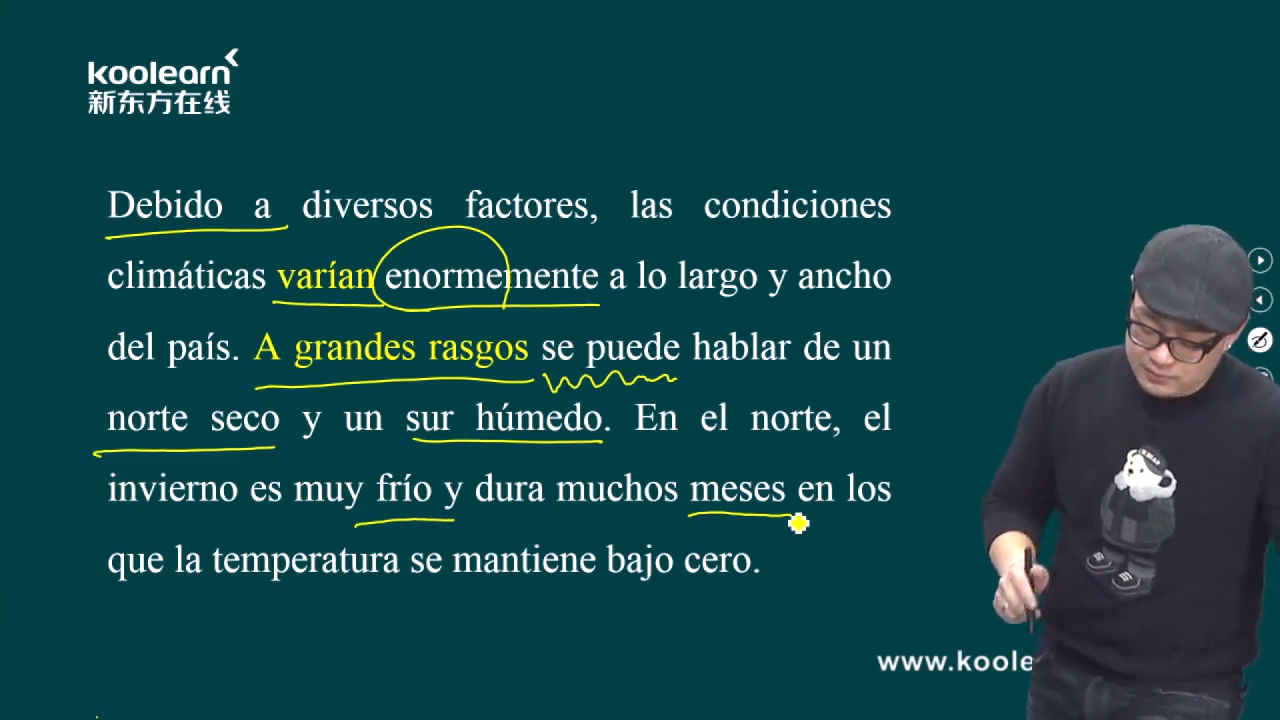 koolearn
新东方在线
Debido a diversos factores, las condiciones
climáticas varían enormemente a lo largo y ancho
del país. A grandes rasgos se puede hablar de un
norte seco y un sur húmedo. En el norte, el
invierno es muy frío y dura muchos meses en los
que la temperatura se mantiene bajo cero.
www.koole